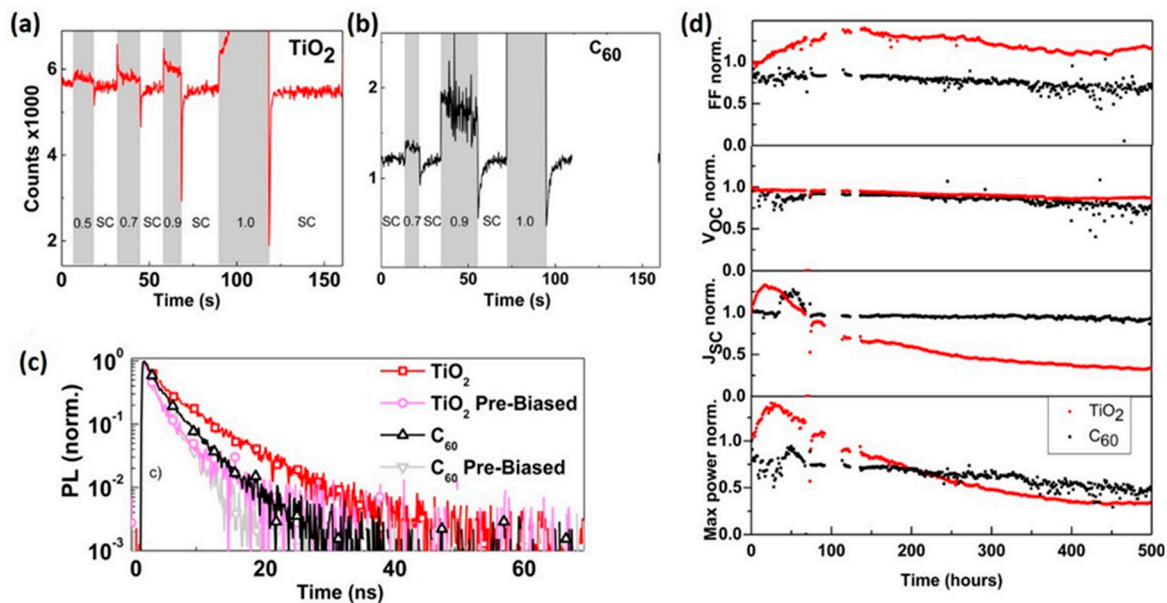 (a)
TiO2
Counts x1000
6
4
2
0.5 SC 0.7 SC 0.9 SC 1.0 SC
0 50 100 150
Time (s)
(b)
C60
2
1
SC 0.7 SC 0.9 SC 1.0
0 50 100 150
Time (s)
(c)
PL (norm.)
10^0
10^-1
10^-2
10^-3
c)
TiO2
TiO2 Pre-Biased
C60
C60 Pre-Biased
0 20 40 60
Time (ns)
(d)
FF norm.
1.0
0.5
0.0
VOC norm.
1.0
0.5
0.0
JSC norm.
1.0
0.5
0.0
Max power norm.
1.0
0.5
0.0
TiO2
C60
0 100 200 300 400 500
Time (hours)